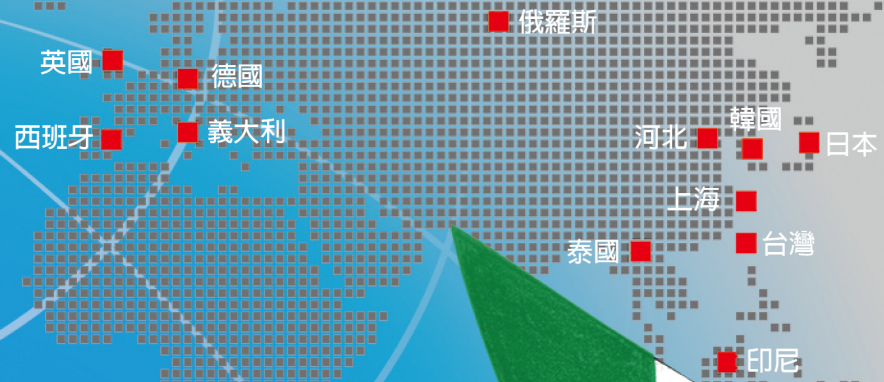 俄羅斯
英國
德國
西班牙
義大利
河北
韓國
日本
上海
泰國
台灣
印尼